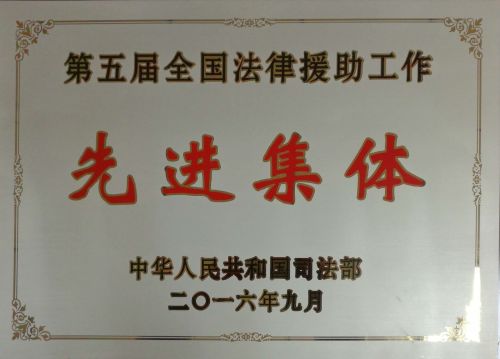 第五届全国法律援助工作
先进集体
中华人民共和国司法部
二〇一六年九月